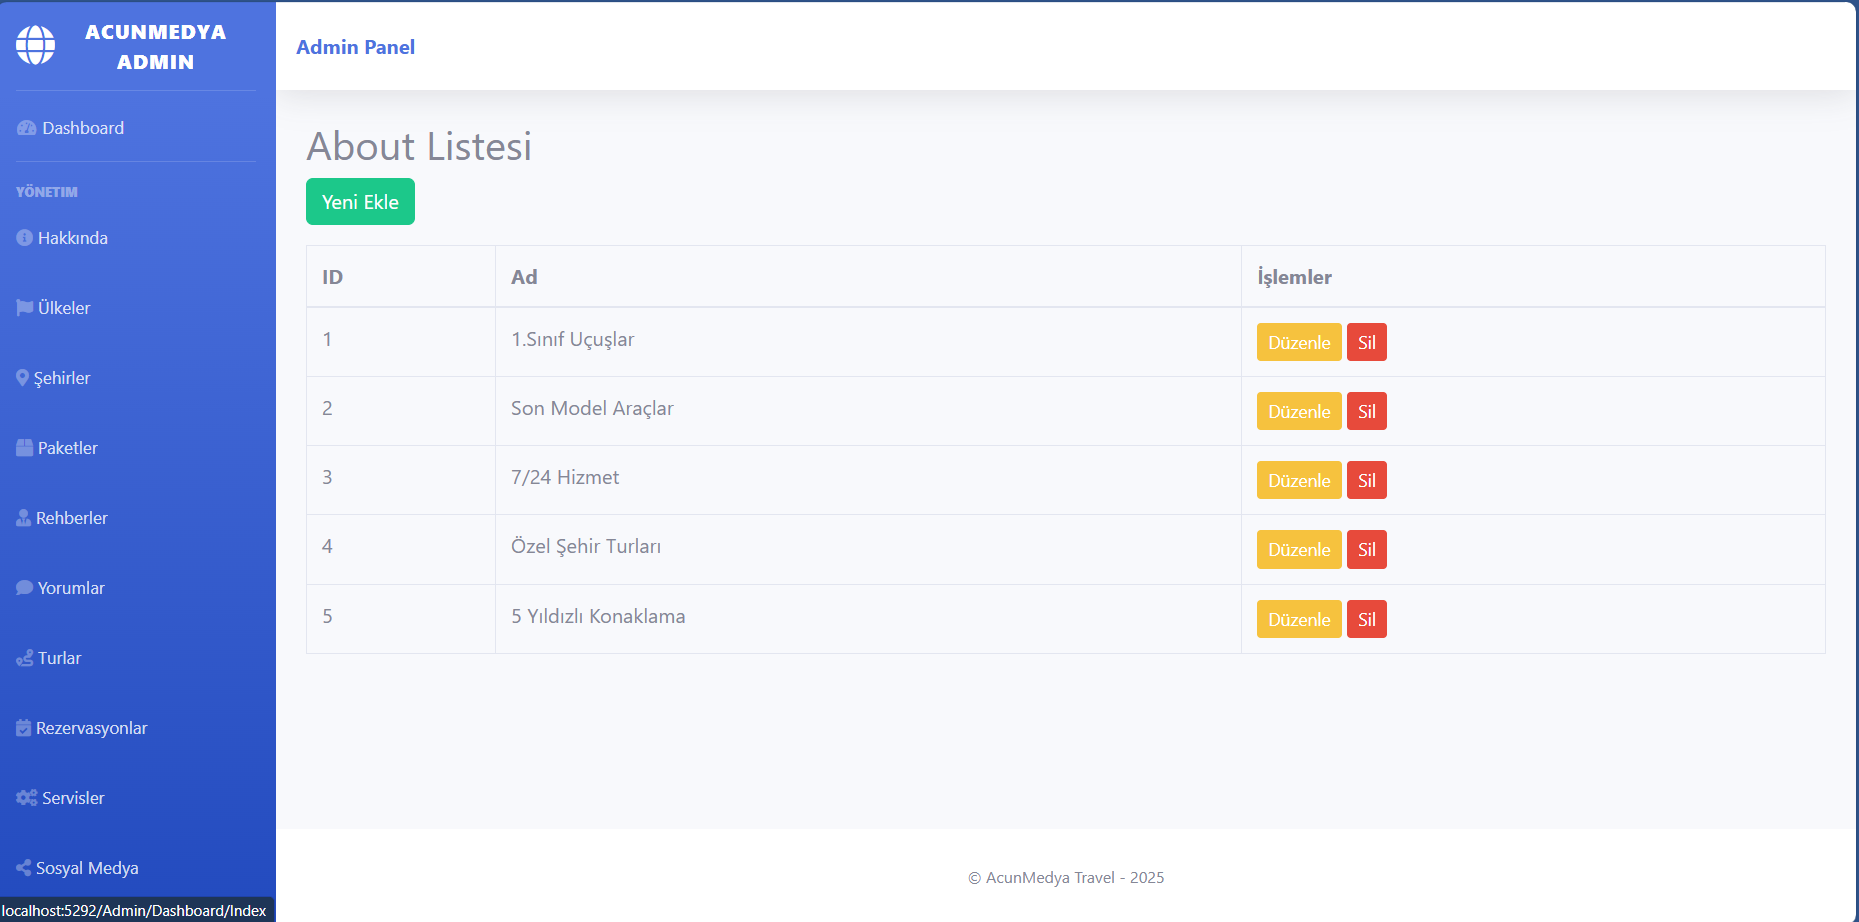 ACUNMEDYA
ADMIN
Admin Panel
Dashboard
YÖNETIM
Hakkında
Ülkeler
Şehirler
Paketler
Rehberler
Yorumlar
Turlar
Rezervasyonlar
Servisler
Sosyal Medya
localhost:5292/Admin/Dashboard/Index
About Listesi
Yeni Ekle
ID Ad İşlemler
1 1.Sınıf Uçuşlar Düzenle Sil
2 Son Model Araçlar Düzenle Sil
3 7/24 Hizmet Düzenle Sil
4 Özel Şehir Turları Düzenle Sil
5 5 Yıldızlı Konaklama Düzenle Sil
© AcunMedya Travel - 2025